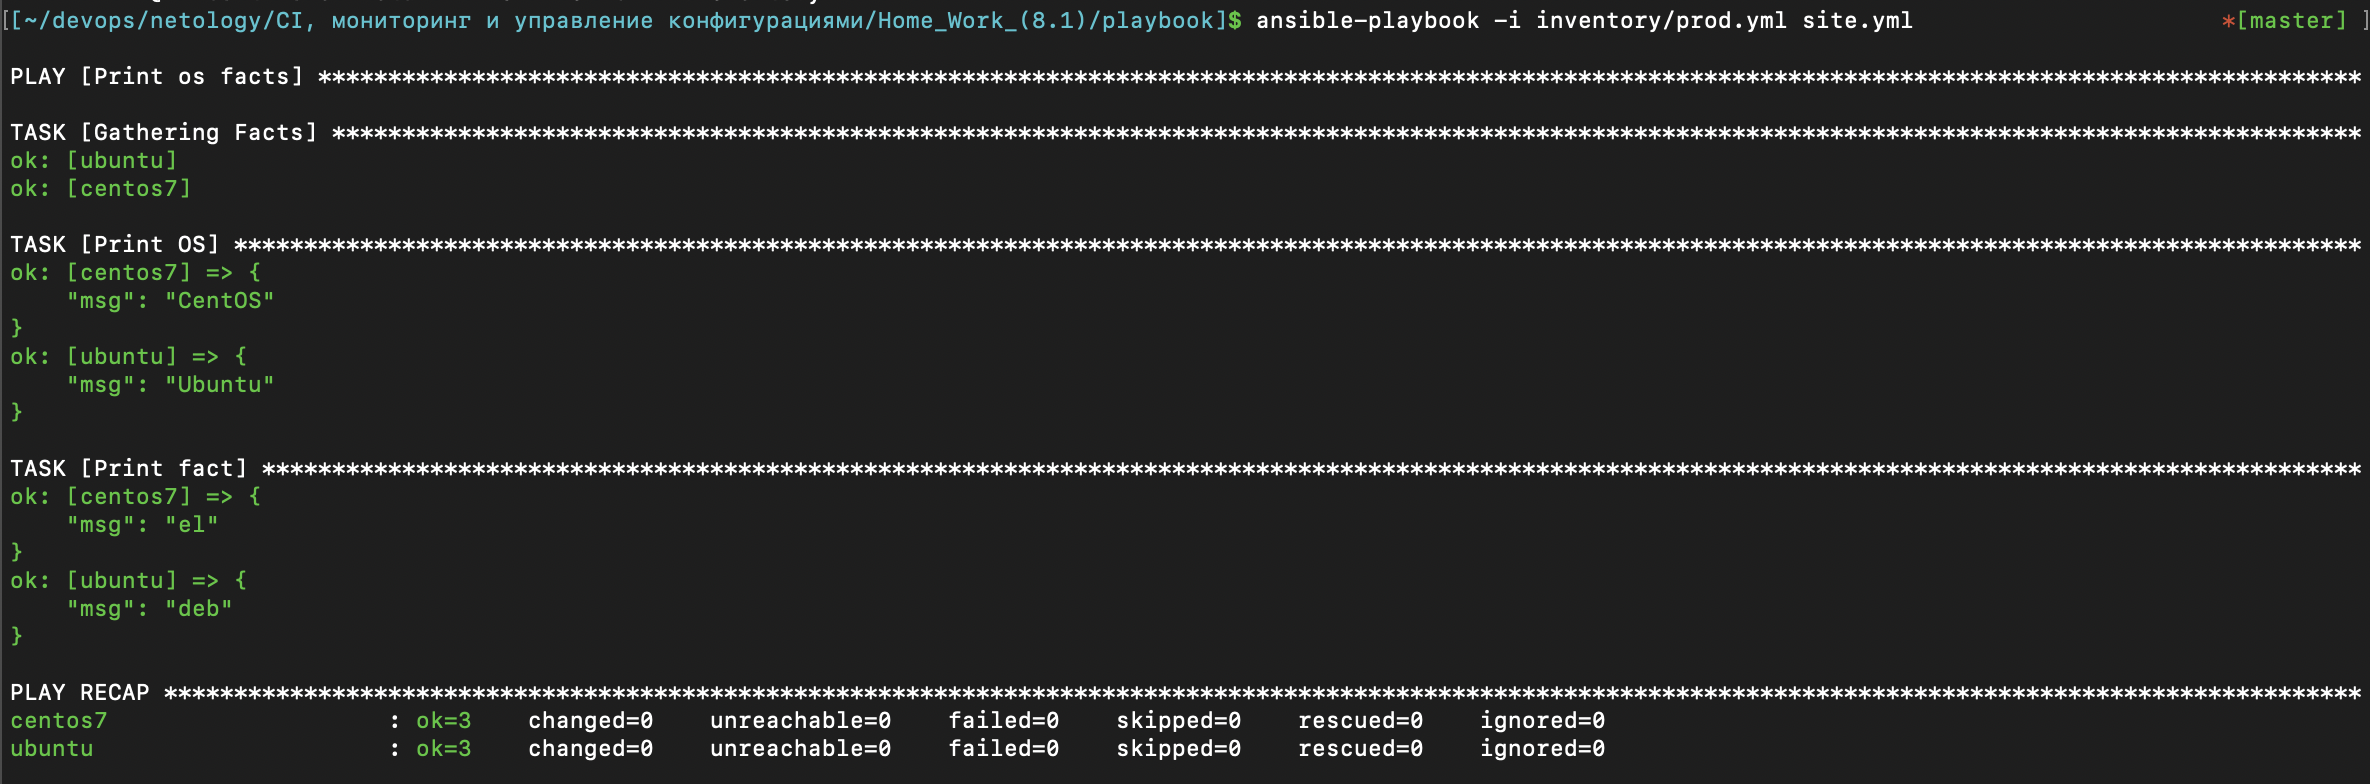 [[~/devops/netology/CI, мониторинг и управление конфигурациями/Home_Work_(8.1)/playbook]$ ansible-playbook -i inventory/prod.yml site.yml *[master] ]
PLAY [Print os facts] **************************************************************************************************************************************************
TASK [Gathering Facts] *************************************************************************************************************************************************
ok: [ubuntu]
ok: [centos7]
TASK [Print OS] ********************************************************************************************************************************************************
ok: [centos7] => {
    "msg": "CentOS"
}
ok: [ubuntu] => {
    "msg": "Ubuntu"
}
TASK [Print fact] ******************************************************************************************************************************************************
ok: [centos7] => {
    "msg": "el"
}
ok: [ubuntu] => {
    "msg": "deb"
}
PLAY RECAP *************************************************************************************************************************************************************
centos7                    : ok=3    changed=0    unreachable=0    failed=0    skipped=0    rescued=0    ignored=0
ubuntu                     : ok=3    changed=0    unreachable=0    failed=0    skipped=0    rescued=0    ignored=0